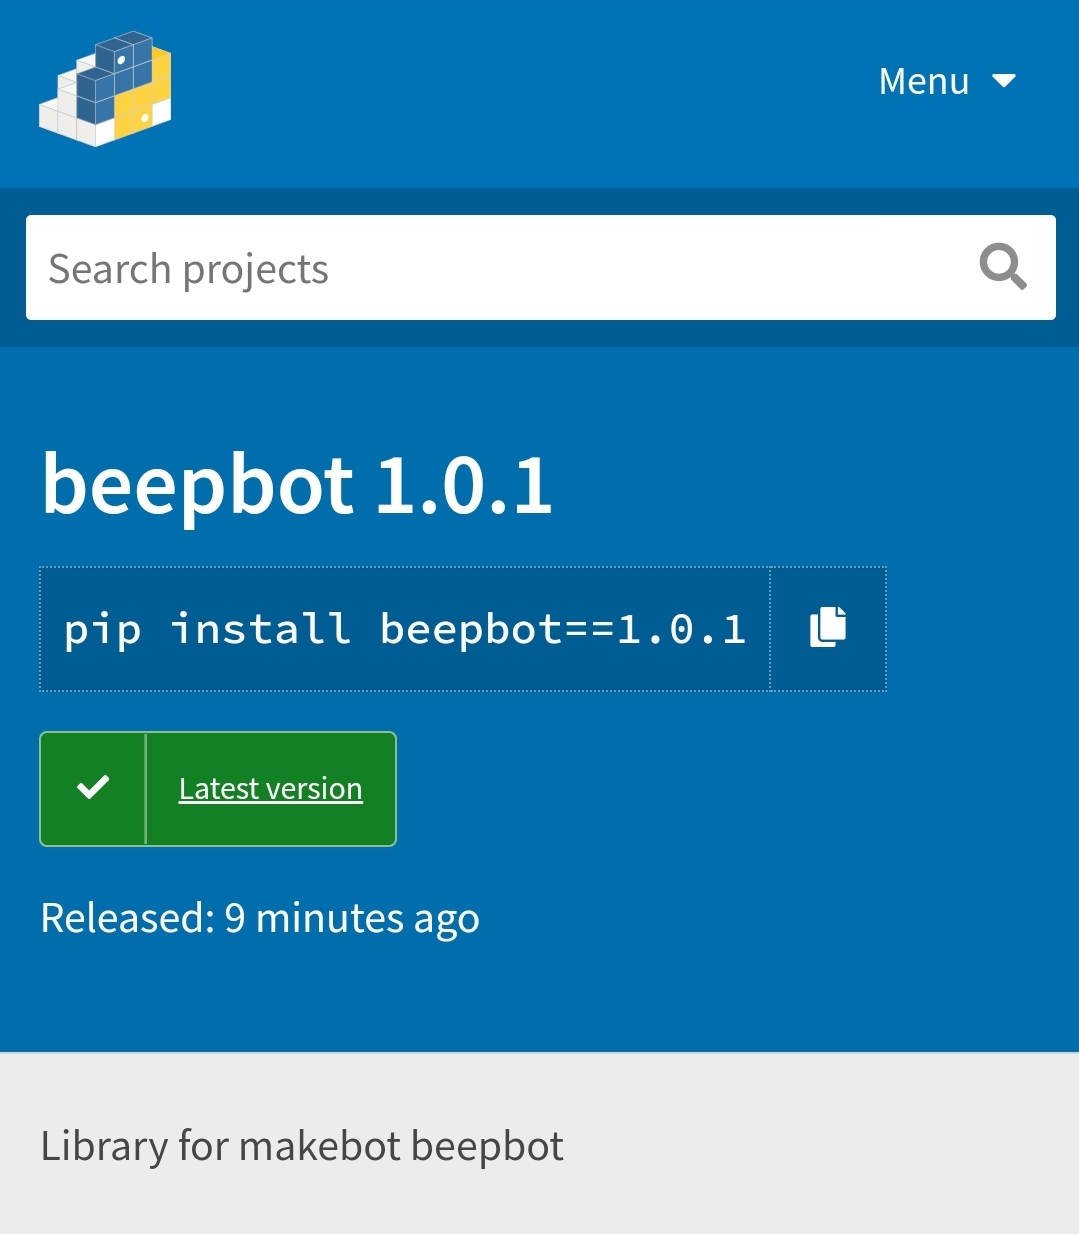 Menu
Search projects
beepbot 1.0.1
pip install beepbot==1.0.1
Latest version
Released: 9 minutes ago
Library for makebot beepbot